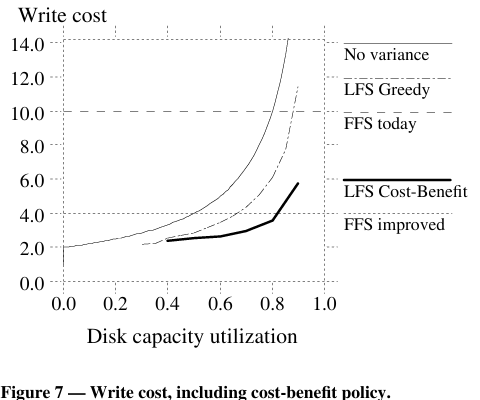 Write cost
14.0
12.0
10.0
8.0
6.0
4.0
2.0
0.0
0.0 0.2 0.4 0.6 0.8 1.0
Disk capacity utilization
No variance
LFS Greedy
FFS today
LFS Cost-Benefit
FFS improved
Figure 7 — Write cost, including cost-benefit policy.